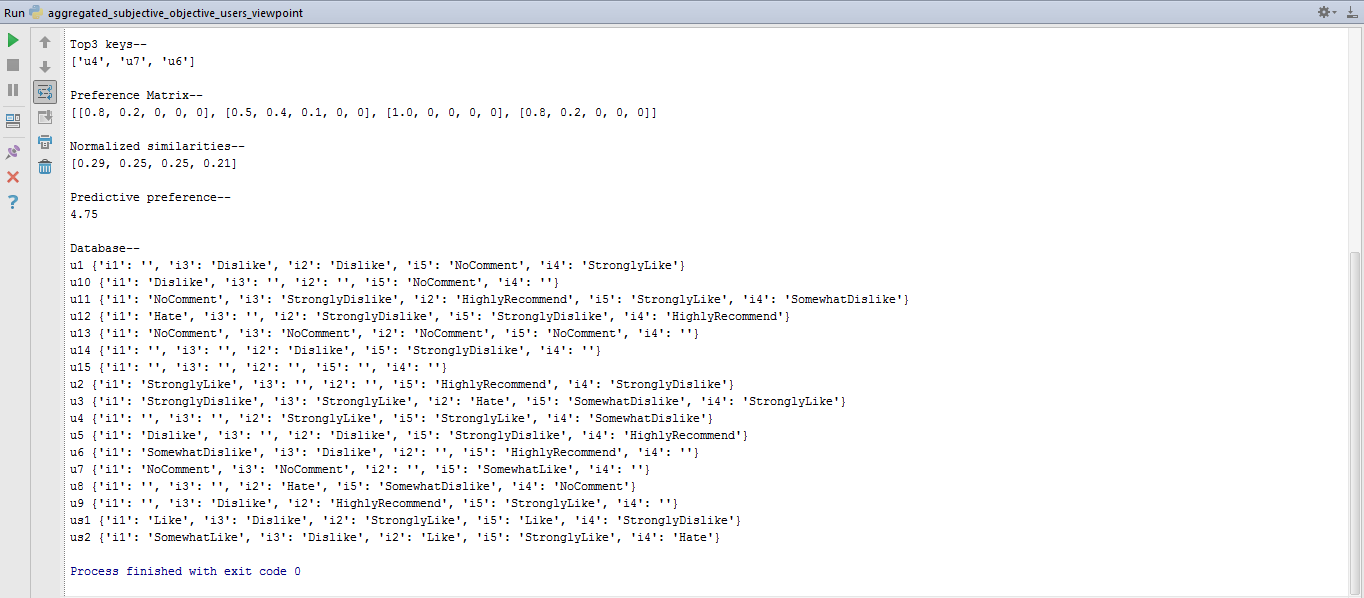 Run aggregated_subjective_objective_users_viewpoint
Top3 keys--
['u4', 'u7', 'u6']
Preference Matrix--
[[0.8, 0.2, 0, 0, 0], [0.5, 0.4, 0.1, 0, 0], [1.0, 0, 0, 0, 0], [0.8, 0.2, 0, 0, 0]]
Normalized similarities--
[0.29, 0.25, 0.25, 0.21]
Predictive preference--
4.75
Database--
u1 {'i1': '', 'i3': 'Dislike', 'i2': 'Dislike', 'i5': 'NoComment', 'i4': 'StronglyLike'}
u10 {'i1': 'Dislike', 'i3': '', 'i2': '', 'i5': 'NoComment', 'i4': ''}
u11 {'i1': 'NoComment', 'i3': 'StronglyDislike', 'i2': 'HighlyRecommend', 'i5': 'StronglyLike', 'i4': 'SomewhatDislike'}
u12 {'i1': 'Hate', 'i3': '', 'i2': 'StronglyDislike', 'i5': 'StronglyDislike', 'i4': 'HighlyRecommend'}
u13 {'i1': 'NoComment', 'i3': 'NoComment', 'i2': 'NoComment', 'i5': 'NoComment', 'i4': ''}
u14 {'i1': '', 'i3': '', 'i2': 'Dislike', 'i5': 'StronglyDislike', 'i4': ''}
u15 {'i1': '', 'i3': '', 'i2': '', 'i5': '', 'i4': ''}
u2 {'i1': 'StronglyLike', 'i3': '', 'i2': '', 'i5': 'HighlyRecommend', 'i4': 'StronglyDislike'}
u3 {'i1': 'StronglyDislike', 'i3': 'StronglyLike', 'i2': 'Hate', 'i5': 'SomewhatDislike', 'i4': 'StronglyLike'}
u4 {'i1': '', 'i3': '', 'i2': 'StronglyLike', 'i5': 'StronglyLike', 'i4': 'SomewhatDislike'}
u5 {'i1': 'Dislike', 'i3': '', 'i2': 'Dislike', 'i5': 'StronglyDislike', 'i4': 'HighlyRecommend'}
u6 {'i1': 'SomewhatDislike', 'i3': 'Dislike', 'i2': '', 'i5': 'HighlyRecommend', 'i4': ''}
u7 {'i1': 'NoComment', 'i3': 'NoComment', 'i2': '', 'i5': 'SomewhatLike', 'i4': ''}
u8 {'i1': '', 'i3': '', 'i2': 'Hate', 'i5': 'SomewhatDislike', 'i4': 'NoComment'}
u9 {'i1': '', 'i3': 'Dislike', 'i2': 'HighlyRecommend', 'i5': 'StronglyLike', 'i4': ''}
us1 {'i1': 'Like', 'i3': 'Dislike', 'i2': 'StronglyLike', 'i5': 'Like', 'i4': 'StronglyDislike'}
us2 {'i1': 'SomewhatLike', 'i3': 'Dislike', 'i2': 'Like', 'i5': 'StronglyLike', 'i4': 'Hate'}
Process finished with exit code 0